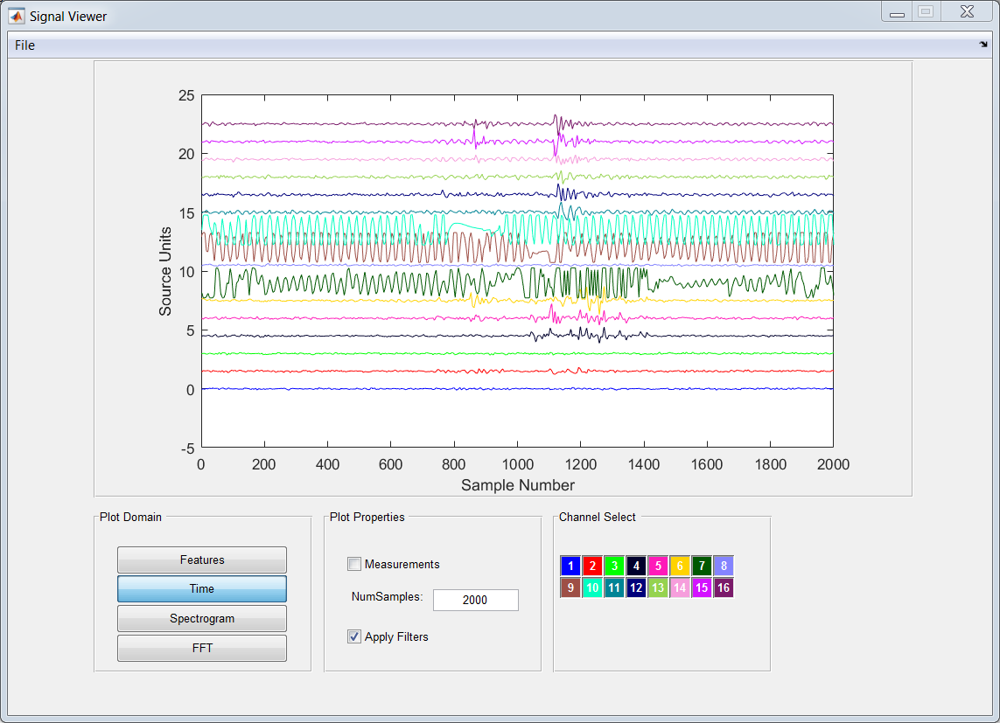 Signal Viewer
File
25
20
15
10
5
0
-5
Source Units
0 200 400 600 800 1000 1200 1400 1600 1800 2000
Sample Number
Plot Domain
Features
Time
Spectrogram
FFT
Plot Properties
Measurements
NumSamples: 2000
Apply Filters
Channel Select
1 2 3 4 5 6 7 8
9 10 11 12 13 14 15 16